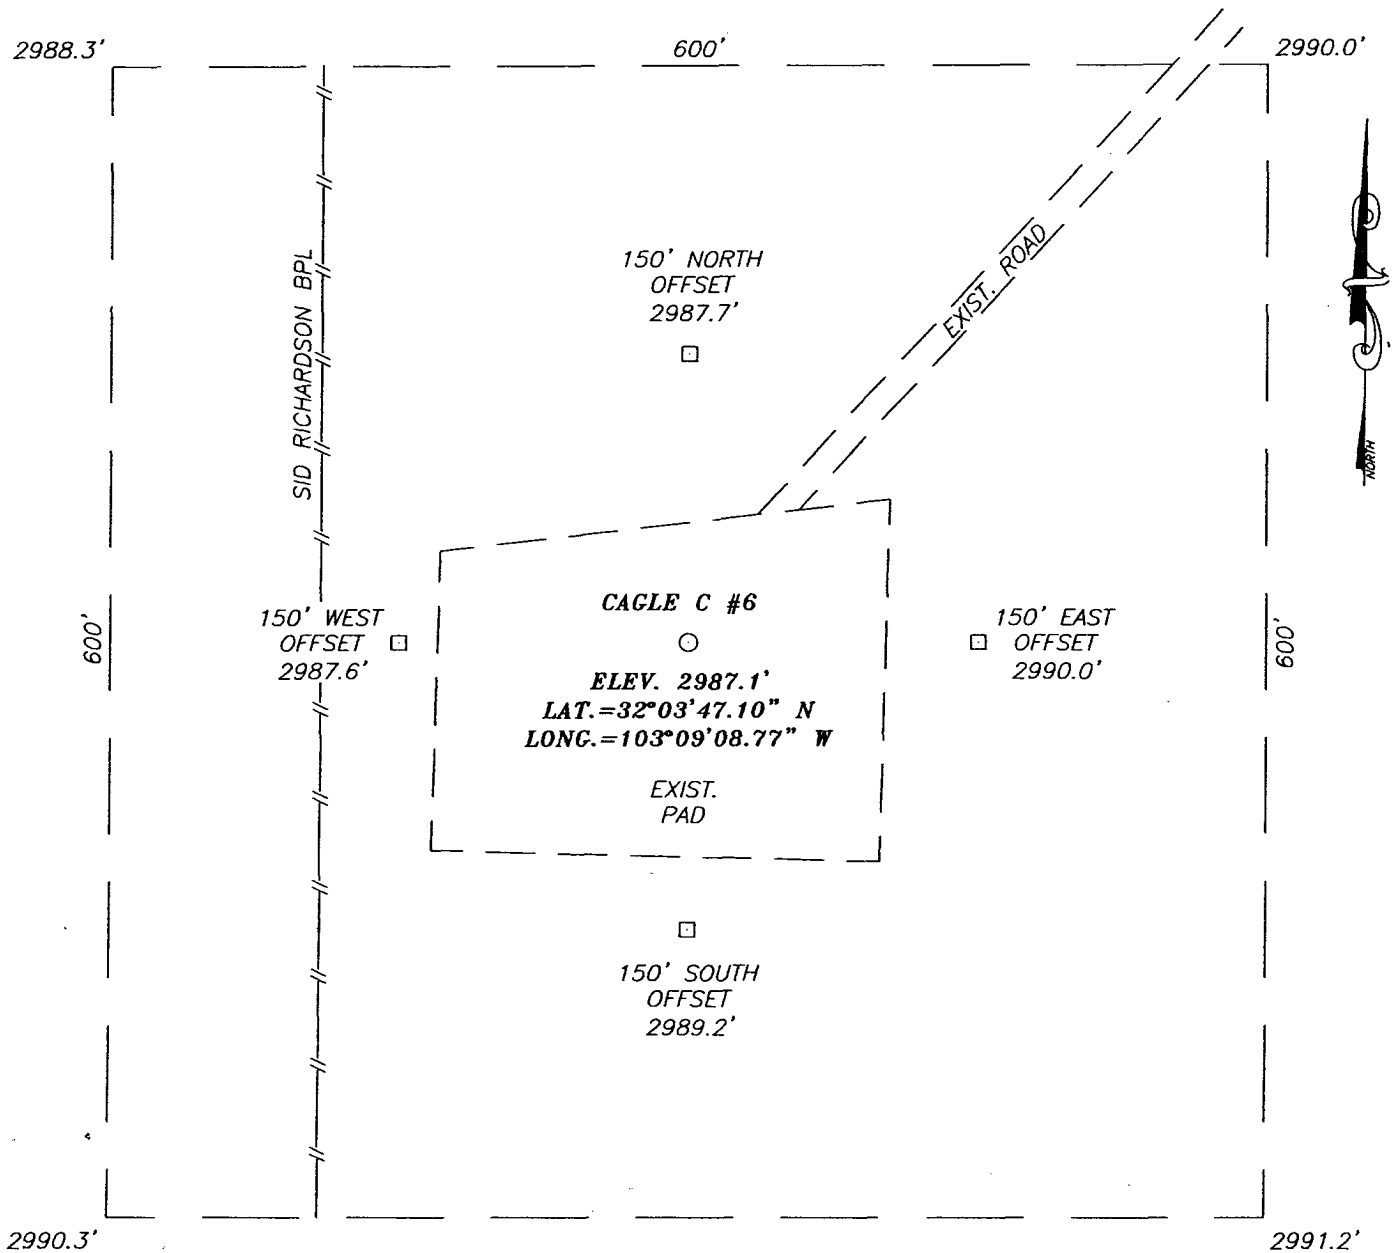 2988.3'
600'
2990.0'
SID RICHARDSON BPL
150' NORTH
OFFSET
2987.7'
EXIST. ROAD
NORTH
600'
150' WEST
OFFSET
2987.6'
CAGLE C #6
ELEV. 2987.1'
LAT.=32°03'47.10" N
LONG.=103°09'08.77" W
EXIST.
PAD
150' EAST
OFFSET
2990.0'
600'
150' SOUTH
OFFSET
2989.2'
2990.3'
2991.2'